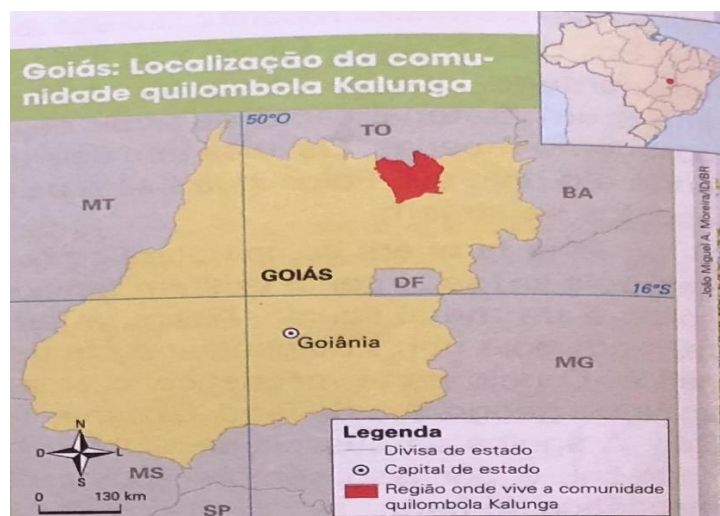 Goiás: Localização da comu-
nidade quilombola Kalunga
50°O
TO
MT
BA
GOIÁS
DF
16°S
Goiânia
MG
MS
SP
N
O L
S
0 130 km
Legenda
Divisa de estado
Capital de estado
Região onde vive a comunidade
quilombola Kalunga
João Miguel A. Moreira/ID/BR